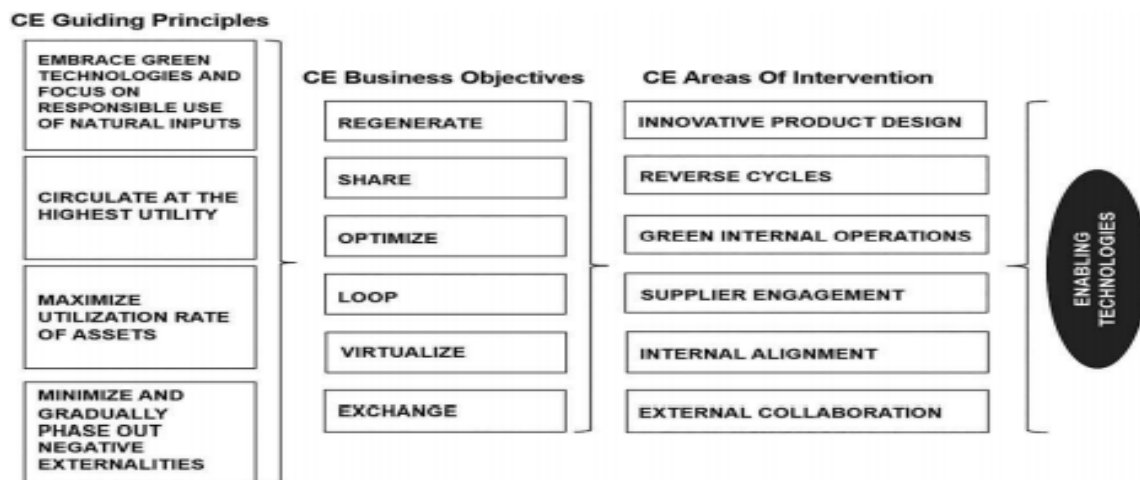 CE Guiding Principles
EMBRACE GREEN
TECHNOLOGIES AND
FOCUS ON
RESPONSIBLE USE
OF NATURAL INPUTS
CIRCULATE AT THE
HIGHEST UTILITY
MAXIMIZE
UTILIZATION RATE
OF ASSETS
MINIMIZE AND
GRADUALLY
PHASE OUT
NEGATIVE
EXTERNALITIES
CE Business Objectives
REGENERATE
SHARE
OPTIMIZE
LOOP
VIRTUALIZE
EXCHANGE
CE Areas Of Intervention
INNOVATIVE PRODUCT DESIGN
REVERSE CYCLES
GREEN INTERNAL OPERATIONS
SUPPLIER ENGAGEMENT
INTERNAL ALIGNMENT
EXTERNAL COLLABORATION
ENABLING
TECHNOLOGIES